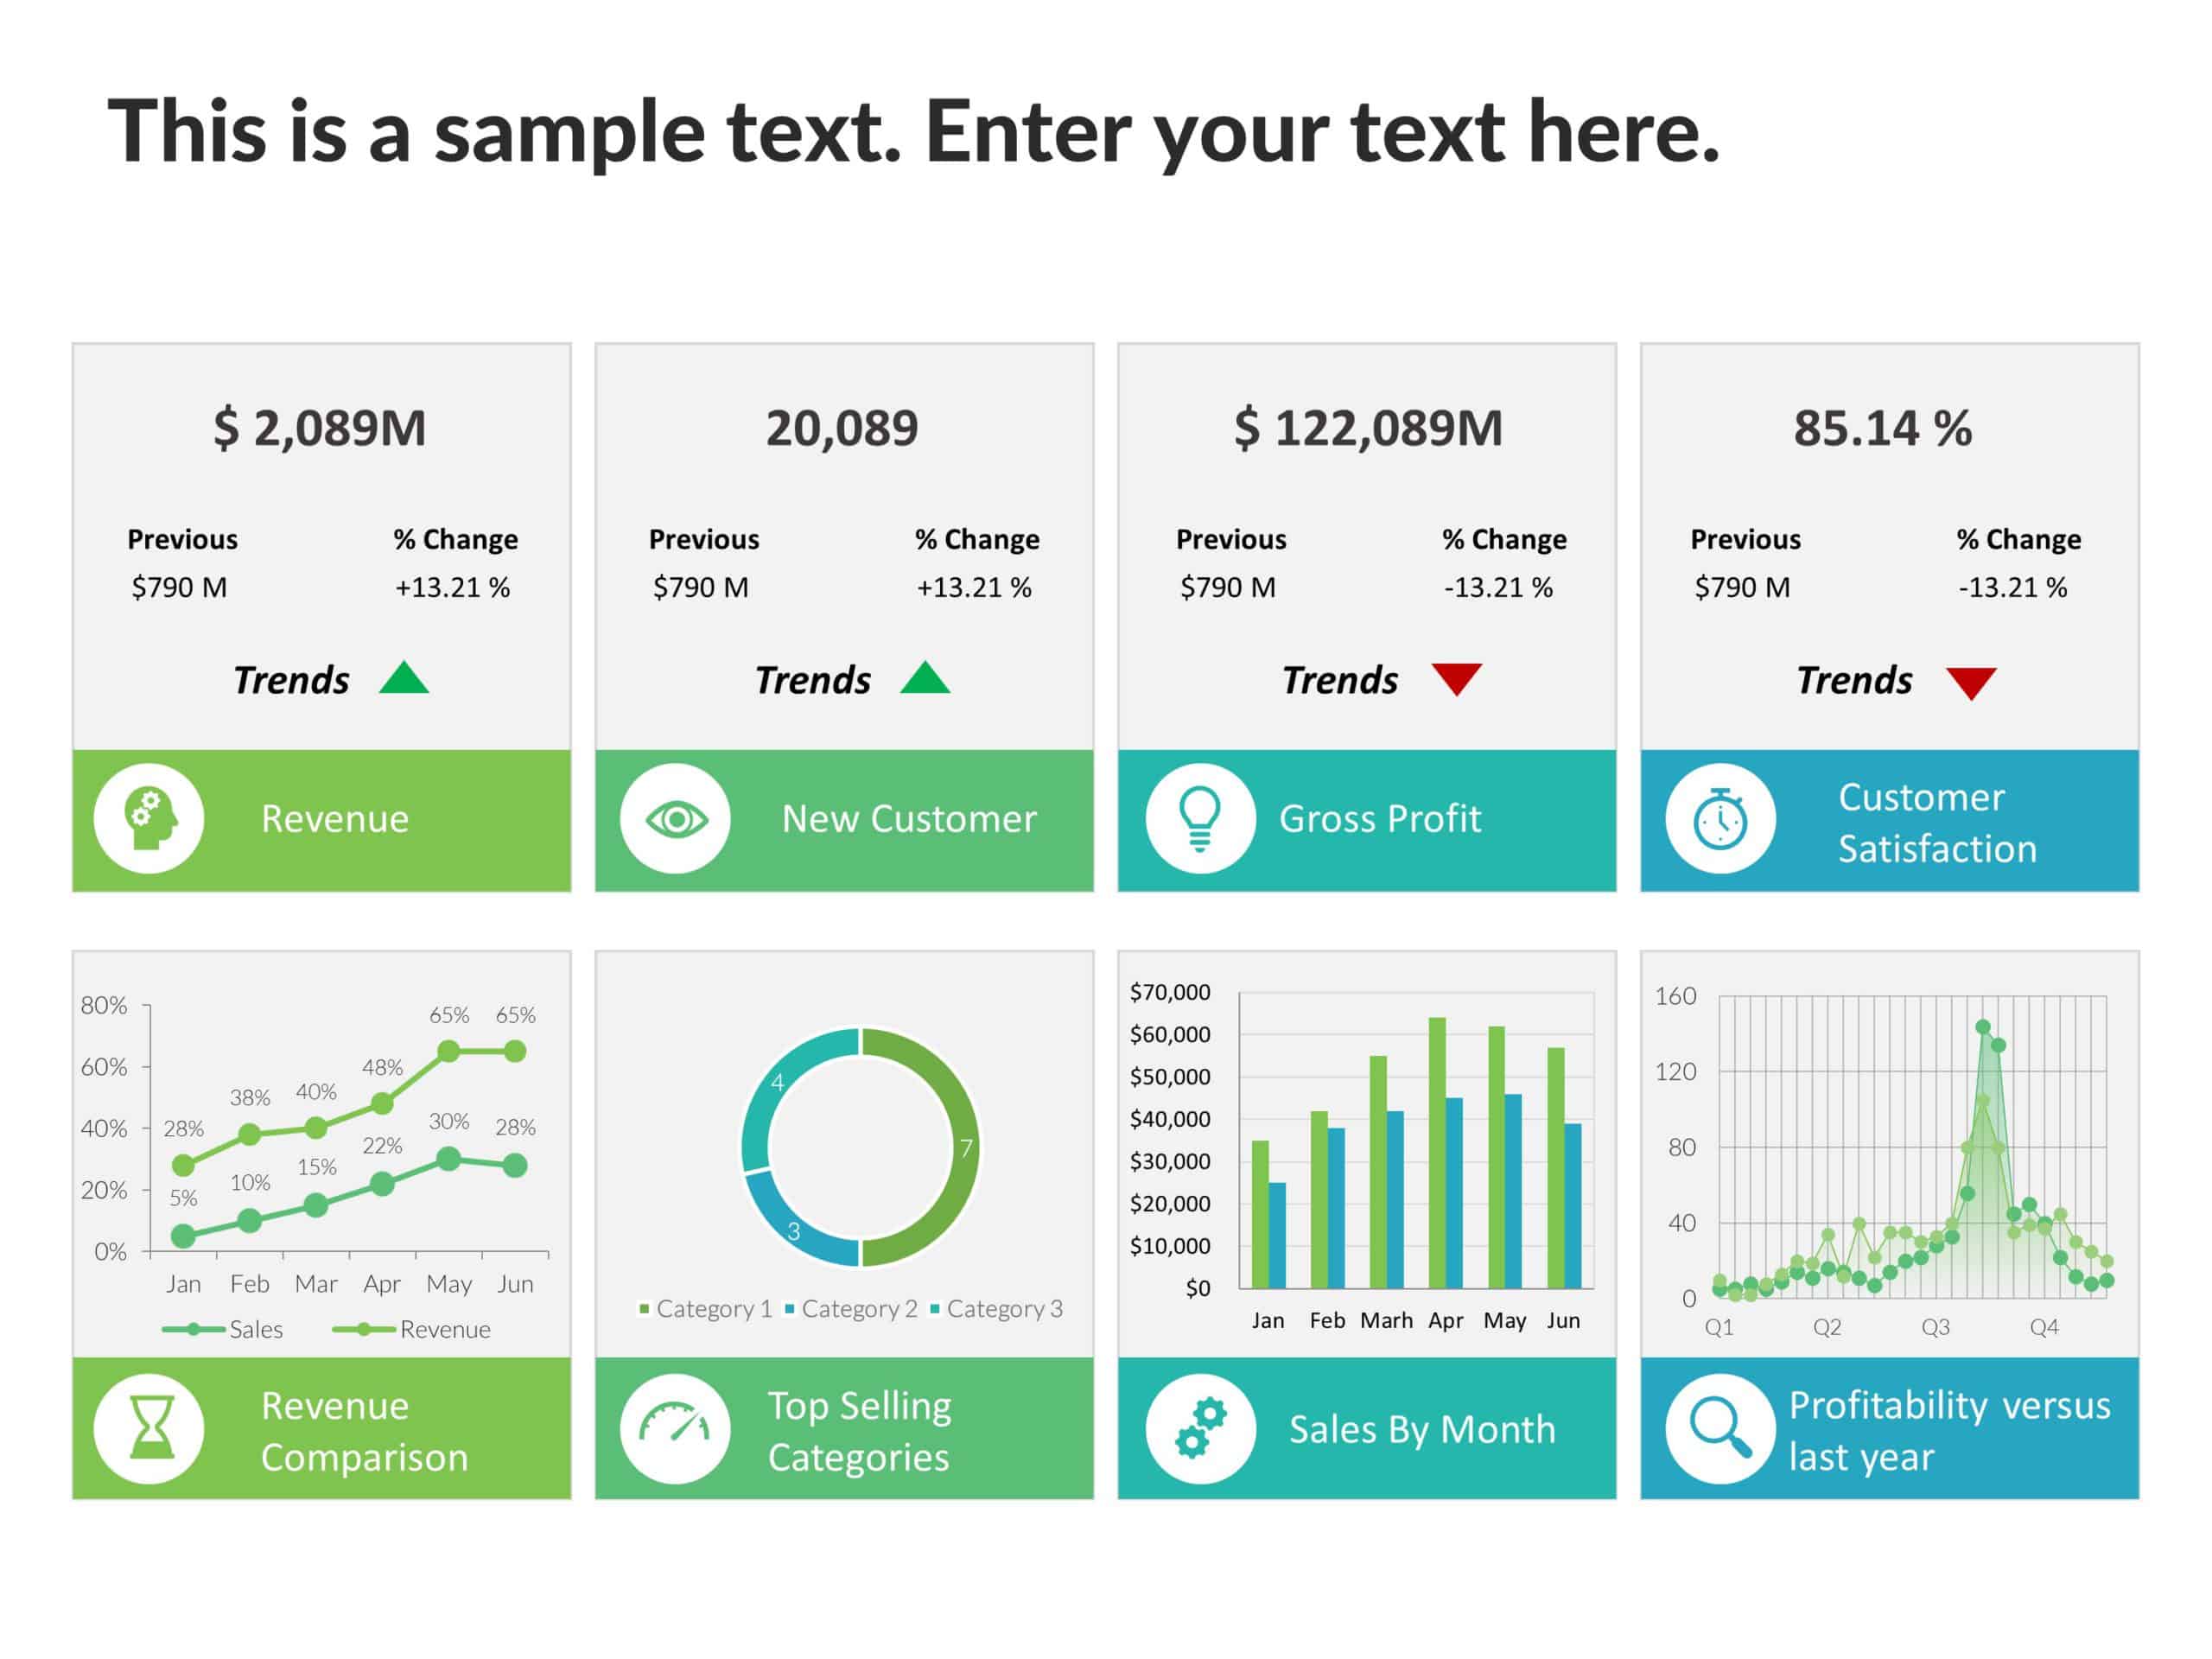 This is a sample text. Enter your text here.
$ 2,089M
Previous % Change
$790 M +13.21 %
Trends
Revenue
20,089
Previous % Change
$790 M +13.21 %
Trends
New Customer
$ 122,089M
Previous % Change
$790 M -13.21 %
Trends
Gross Profit
85.14 %
Previous % Change
$790 M -13.21 %
Trends
Customer
Satisfaction
80%
60%
40%
20%
0%
65% 65%
48%
38% 40%
28%
30% 28%
22%
15%
10%
5%
Jan Feb Mar Apr May Jun
Sales Revenue
Revenue
Comparison
4
7
3
Category 1 Category 2 Category 3
Top Selling
Categories
$70,000
$60,000
$50,000
$40,000
$30,000
$20,000
$10,000
$0
Jan Feb Marh Apr May Jun
Sales By Month
160
120
80
40
0
Q1 Q2 Q3 Q4
Profitability versus
last year